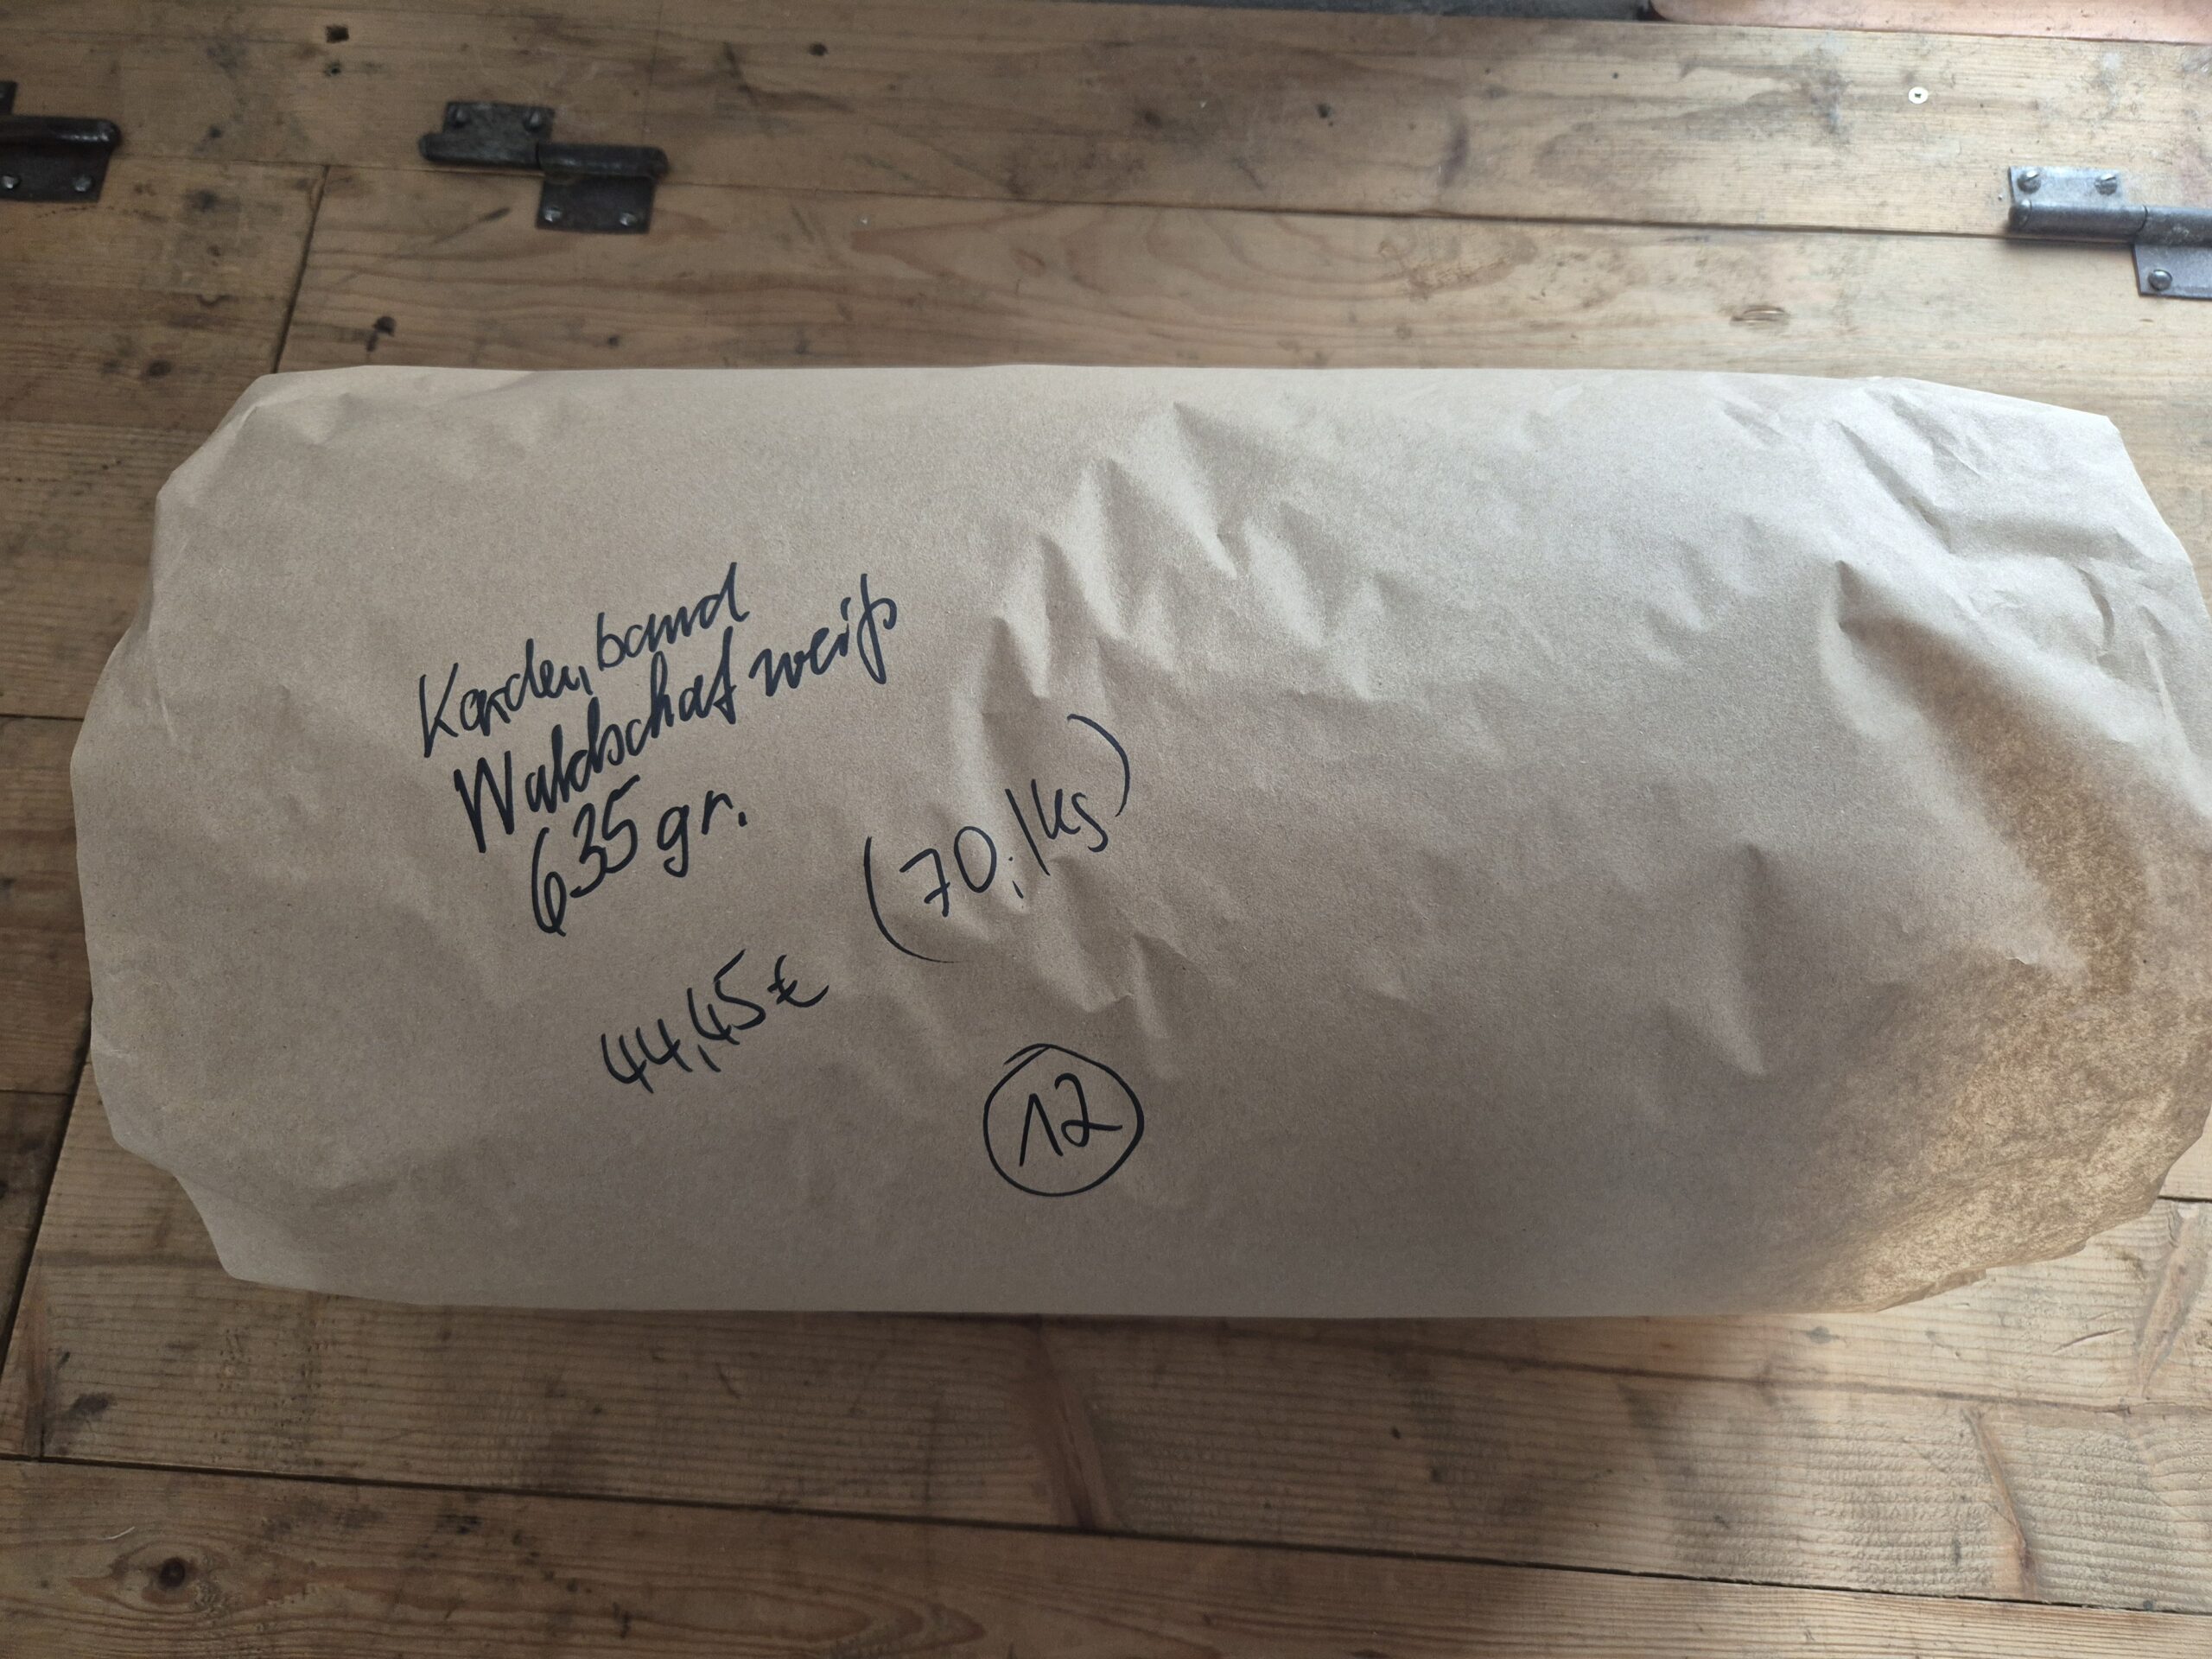 Kardenband
Waldschaf weiß
635 gr.
(70,-/kg)
44,45 €
12